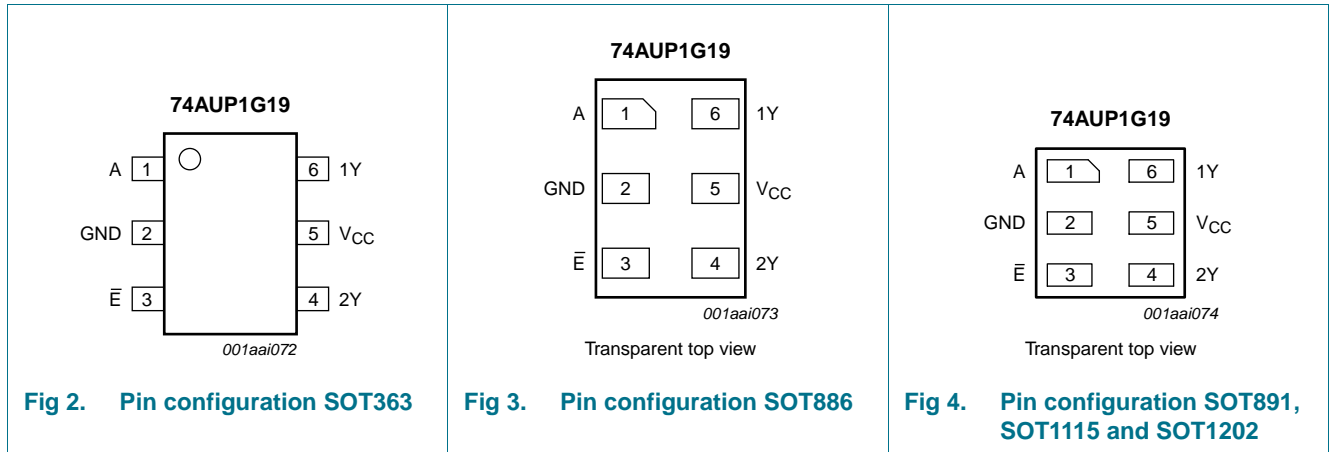 74AUP1G19
A 1 6 1Y
GND 2 5 VCC
E̅ 3 4 2Y
001aai072
Fig 2. Pin configuration SOT363
74AUP1G19
A 1 6 1Y
GND 2 5 VCC
E̅ 3 4 2Y
001aai073
Transparent top view
Fig 3. Pin configuration SOT886
74AUP1G19
A 1 6 1Y
GND 2 5 VCC
E̅ 3 4 2Y
001aai074
Transparent top view
Fig 4. Pin configuration SOT891,
SOT1115 and SOT1202